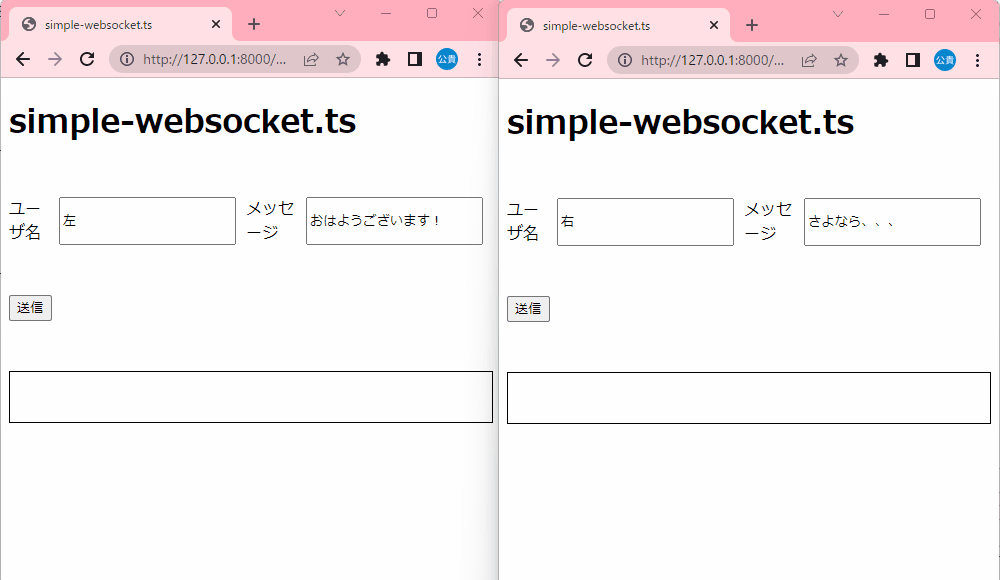 simple-websocket.ts
http://127.0.0.1:8000/...
公貴
simple-websocket.ts
ユー
ザ名
左
メッセ
ージ
おはようございます！
送信
simple-websocket.ts
http://127.0.0.1:8000/...
公貴
simple-websocket.ts
ユー
ザ名
右
メッセ
ージ
さよなら、、、
送信